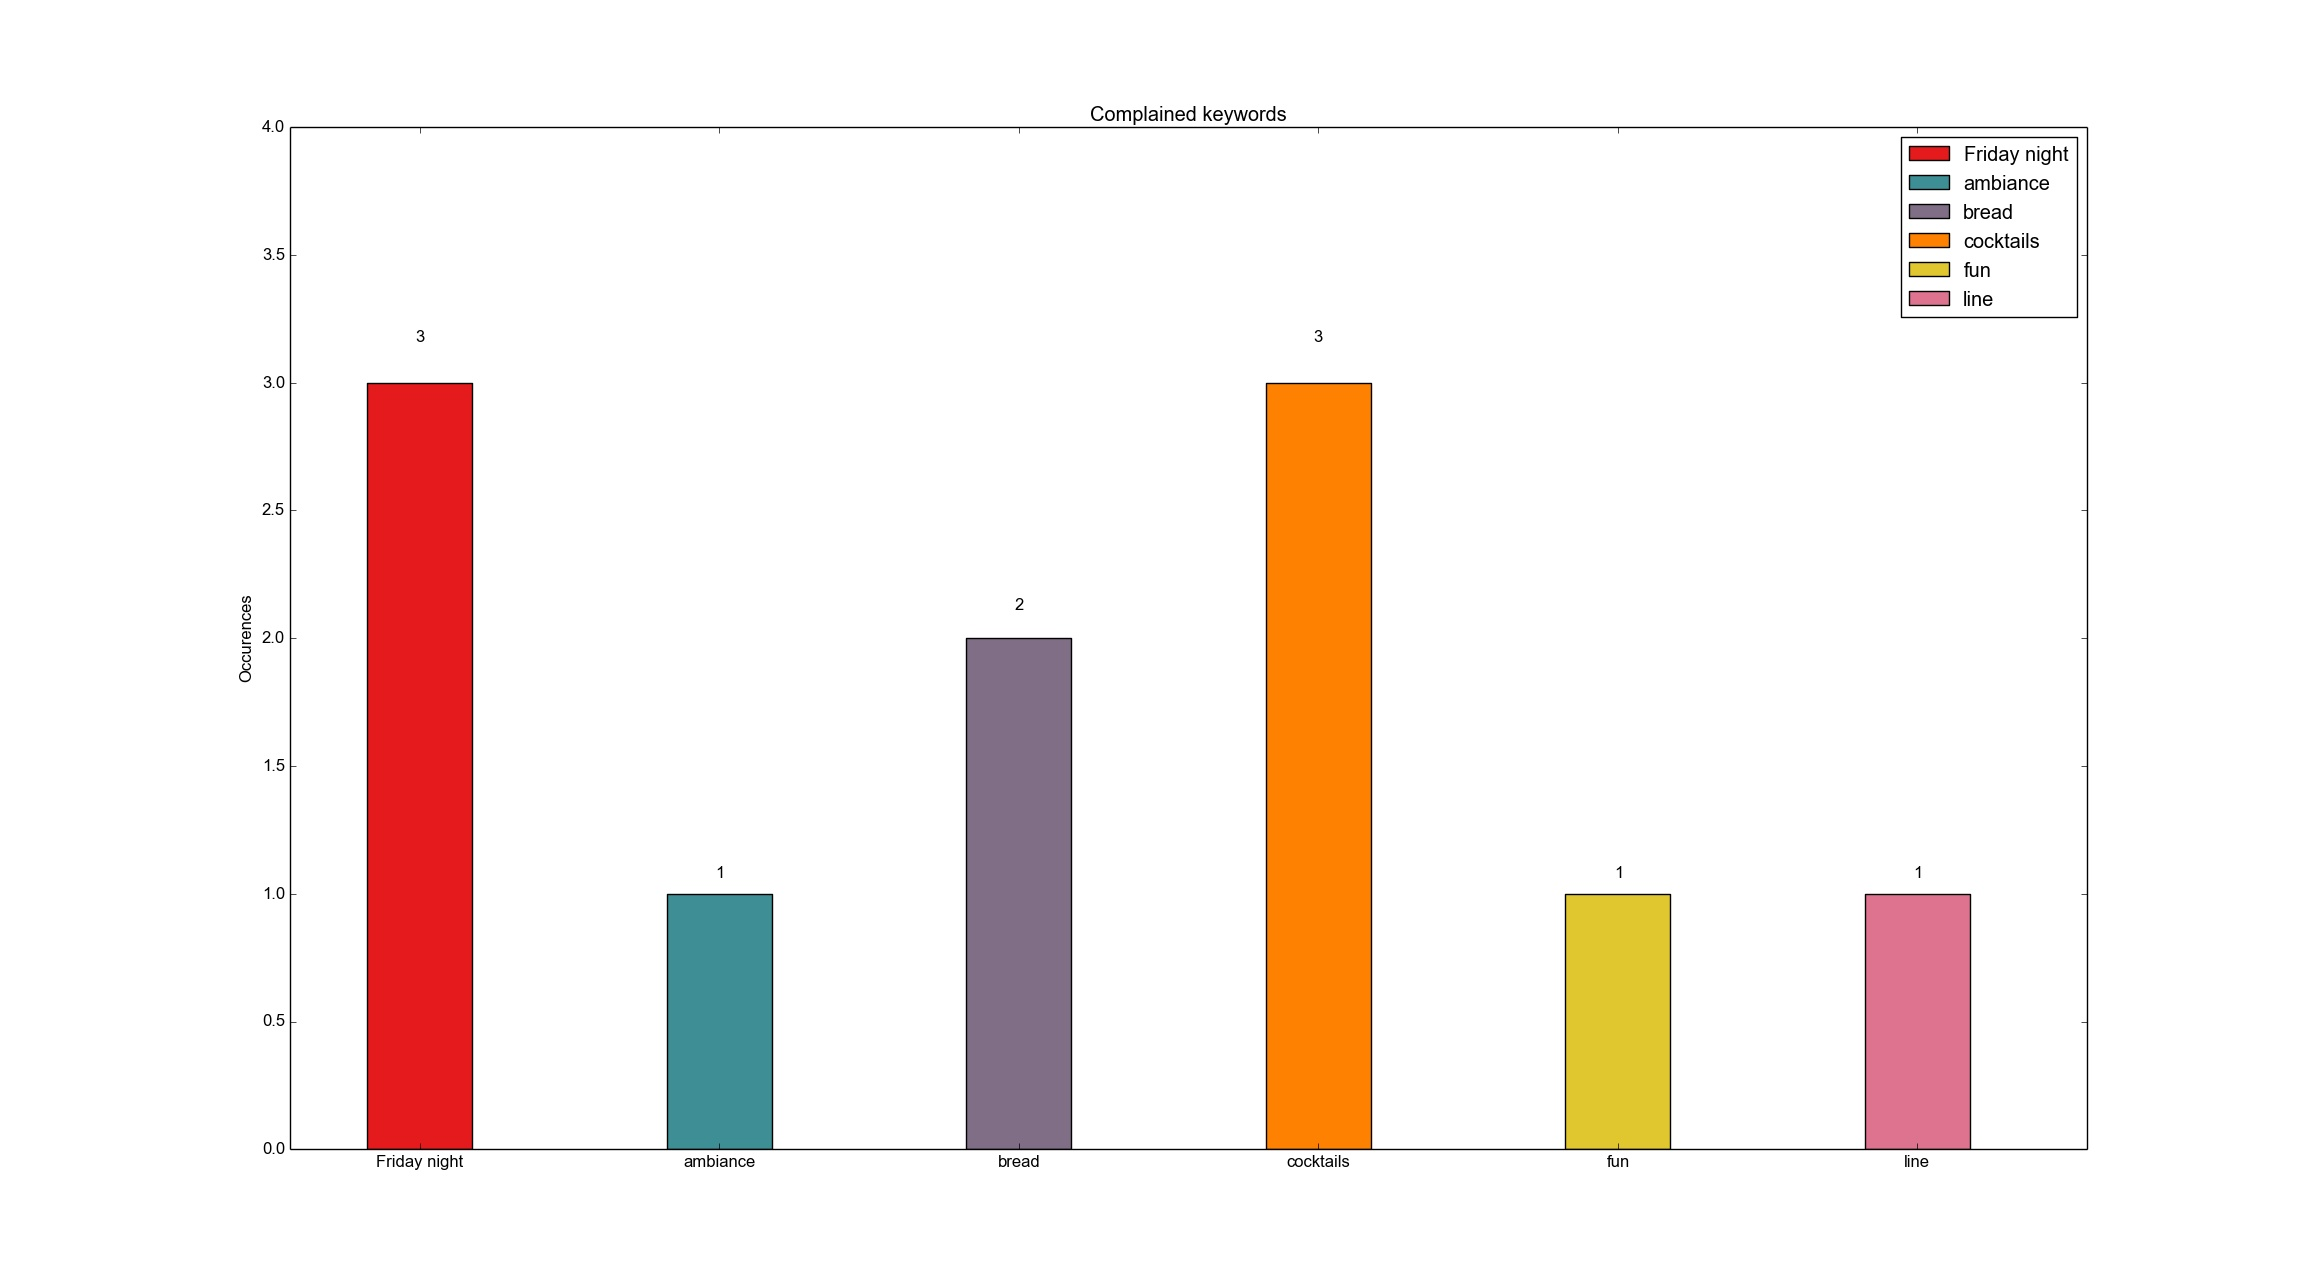 Complained keywords
4.0
3.5
3.0
2.5
2.0
1.5
1.0
0.5
0.0
Occurences
Friday night
ambiance
bread
cocktails
fun
line
3
1
2
3
1
1
Friday night
ambiance
bread
cocktails
fun
line